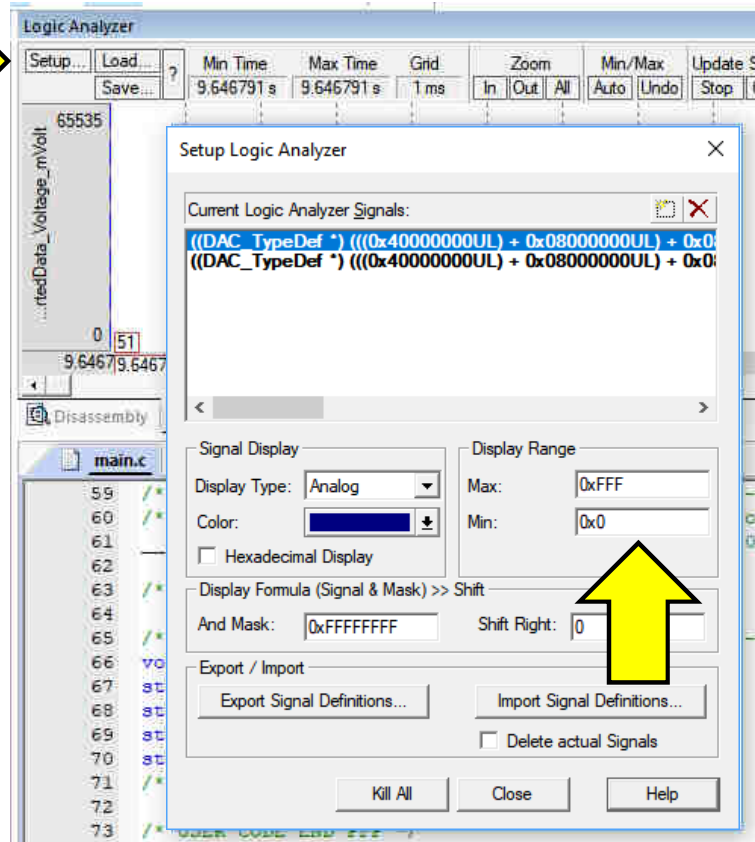 Logic Analyzer
Setup... Load... ? Min Time Max Time Grid Zoom Min/Max Update S
Save... 9.646791 s 9.646791 s 1 ms In Out All Auto Undo Stop
65535
...rtedData_Voltage_mVolt
0 51
9.6467 9.6467
Disassembly
main.c
59 /*
60 /*
61
62
63 /*
64
65 /*
66 vo
67 st
68 st
69 st
70 st
71 /*
72
73 /* USER CODE END
Setup Logic Analyzer
Current Logic Analyzer Signals:
((DAC_TypeDef *) (((0x40000000UL) + 0x08000000UL) + 0x0
((DAC_TypeDef *) (((0x40000000UL) + 0x08000000UL) + 0x0
Signal Display
Display Type: Analog
Color:
Hexadecimal Display
Display Range
Max: 0xFFF
Min: 0x0
Display Formula (Signal & Mask) >> Shift
And Mask: 0xFFFFFFFF Shift Right: 0
Export / Import
Export Signal Definitions... Import Signal Definitions...
Delete actual Signals
Kill All Close Help